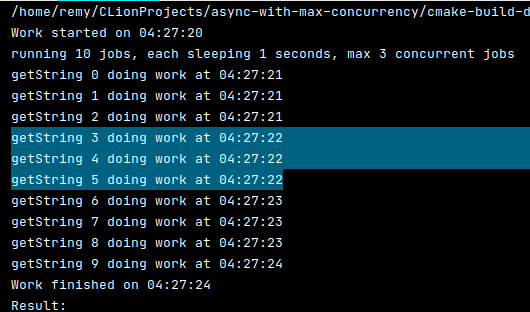 /home/remy/CLionProjects/async-with-max-concurrency/cmake-build-d
Work started on 04:27:20
running 10 jobs, each sleeping 1 seconds, max 3 concurrent jobs
getString 0 doing work at 04:27:21
getString 1 doing work at 04:27:21
getString 2 doing work at 04:27:21
getString 3 doing work at 04:27:22
getString 4 doing work at 04:27:22
getString 5 doing work at 04:27:22
getString 6 doing work at 04:27:23
getString 7 doing work at 04:27:23
getString 8 doing work at 04:27:23
getString 9 doing work at 04:27:24
Work finished on 04:27:24
Result: